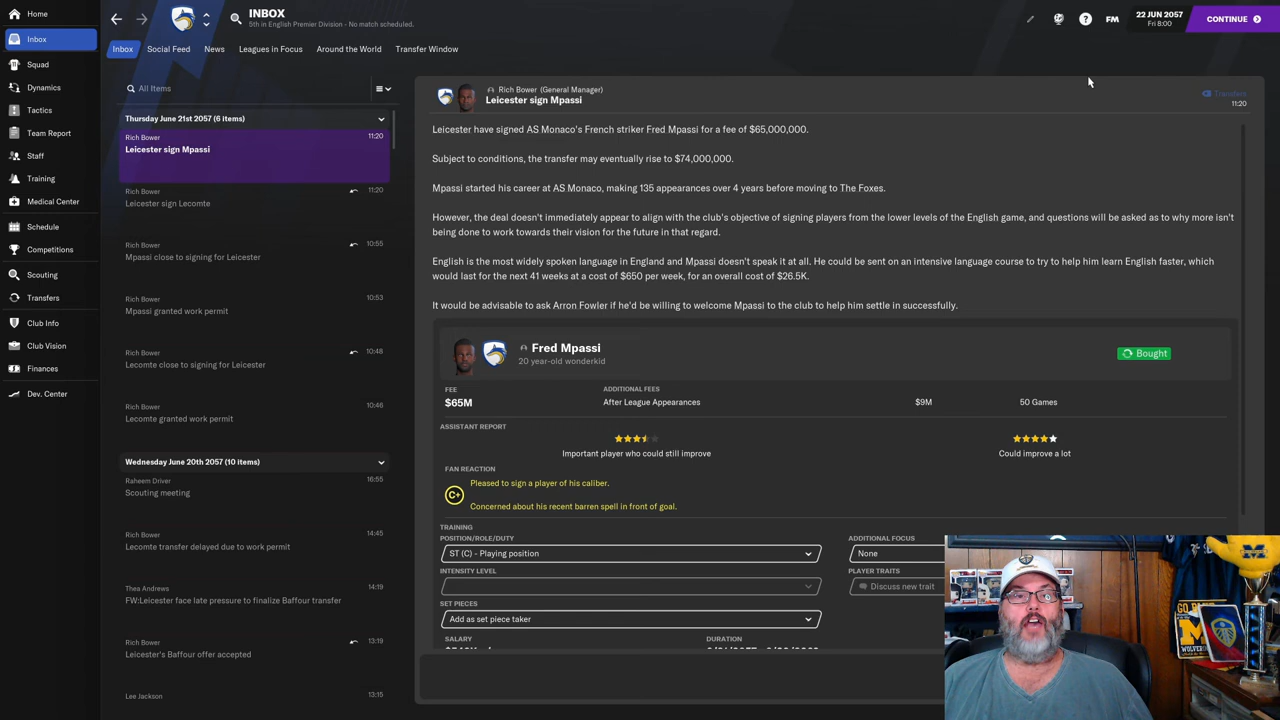 INBOX
5th in English Premier Division - No match scheduled.
FM
22 JUN 2057
Fri 8:00
CONTINUE
Home
Inbox
Squad
Dynamics
Tactics
Team Report
Staff
Training
Medical Center
Schedule
Competitions
Scouting
Transfers
Club Info
Club Vision
Finances
Dev. Center
Inbox
Social Feed
News
Leagues in Focus
Around the World
Transfer Window
All Items
Thursday June 21st 2057 (6 items)
Rich Bower
11:20
Leicester sign Mpassi
Rich Bower
11:20
Leicester sign Lecomte
Rich Bower
10:55
Mpassi close to signing for Leicester
Rich Bower
10:53
Mpassi granted work permit
Rich Bower
10:48
Lecomte close to signing for Leicester
Rich Bower
10:46
Lecomte granted work permit
Wednesday June 20th 2057 (10 items)
Raheem Driver
16:55
Scouting meeting
Rich Bower
14:45
Lecomte transfer delayed due to work permit
Thea Andrews
14:19
FW:Leicester face late pressure to finalize Baffour transfer
Rich Bower
13:19
Leicester's Baffour offer accepted
Lee Jackson
13:15
Rich Bower (General Manager)
Leicester sign Mpassi
Transfers
11:20
Leicester have signed AS Monaco's French striker Fred Mpassi for a fee of $65,000,000.
Subject to conditions, the transfer may eventually rise to $74,000,000.
Mpassi started his career at AS Monaco, making 135 appearances over 4 years before moving to The Foxes.
However, the deal doesn't immediately appear to align with the club's objective of signing players from the lower levels of the English game, and questions will be asked as to why more isn't
being done to work towards their vision for the future in that regard.
English is the most widely spoken language in England and Mpassi doesn't speak it at all. He could be sent on an intensive language course to try to help him learn English faster, which
would last for the next 41 weeks at a cost of $650 per week, for an overall cost of $26.5K.
It would be advisable to ask Arron Fowler if he'd be willing to welcome Mpassi to the club to help him settle in successfully.
Fred Mpassi
20 year-old wonderkid
Bought
FEE
ADDITIONAL FEES
$65M
After League Appearances
$9M
50 Games
ASSISTANT REPORT
Important player who could still improve
Could improve a lot
FAN REACTION
C+
Pleased to sign a player of his caliber.
Concerned about his recent barren spell in front of goal.
TRAINING
POSITION/ROLE/DUTY
ADDITIONAL FOCUS
ST (C) - Playing position
None
INTENSITY LEVEL
PLAYER TRAITS
Discuss new trait
SET PIECES
Add as set piece taker
SALARY
DURATION
GO BLUE
M